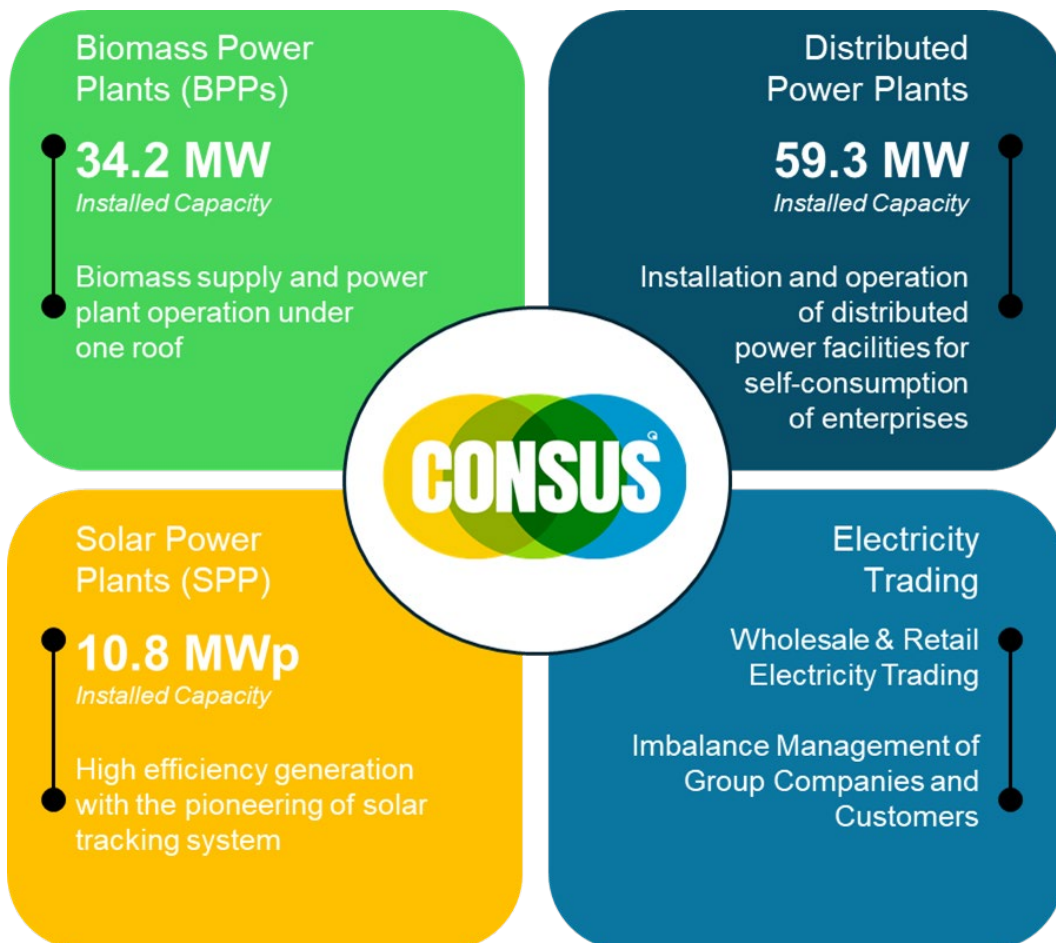 Biomass Power
Plants (BPPs)
34.2 MW
Installed Capacity
Biomass supply and power
plant operation under
one roof
Distributed
Power Plants
59.3 MW
Installed Capacity
Installation and operation
of distributed
power facilities for
self-consumption
of enterprises
CONSUS
Solar Power
Plants (SPP)
10.8 MWp
Installed Capacity
High efficiency generation
with the pioneering of solar
tracking system
Electricity
Trading
Wholesale & Retail
Electricity Trading
Imbalance Management of
Group Companies and
Customers